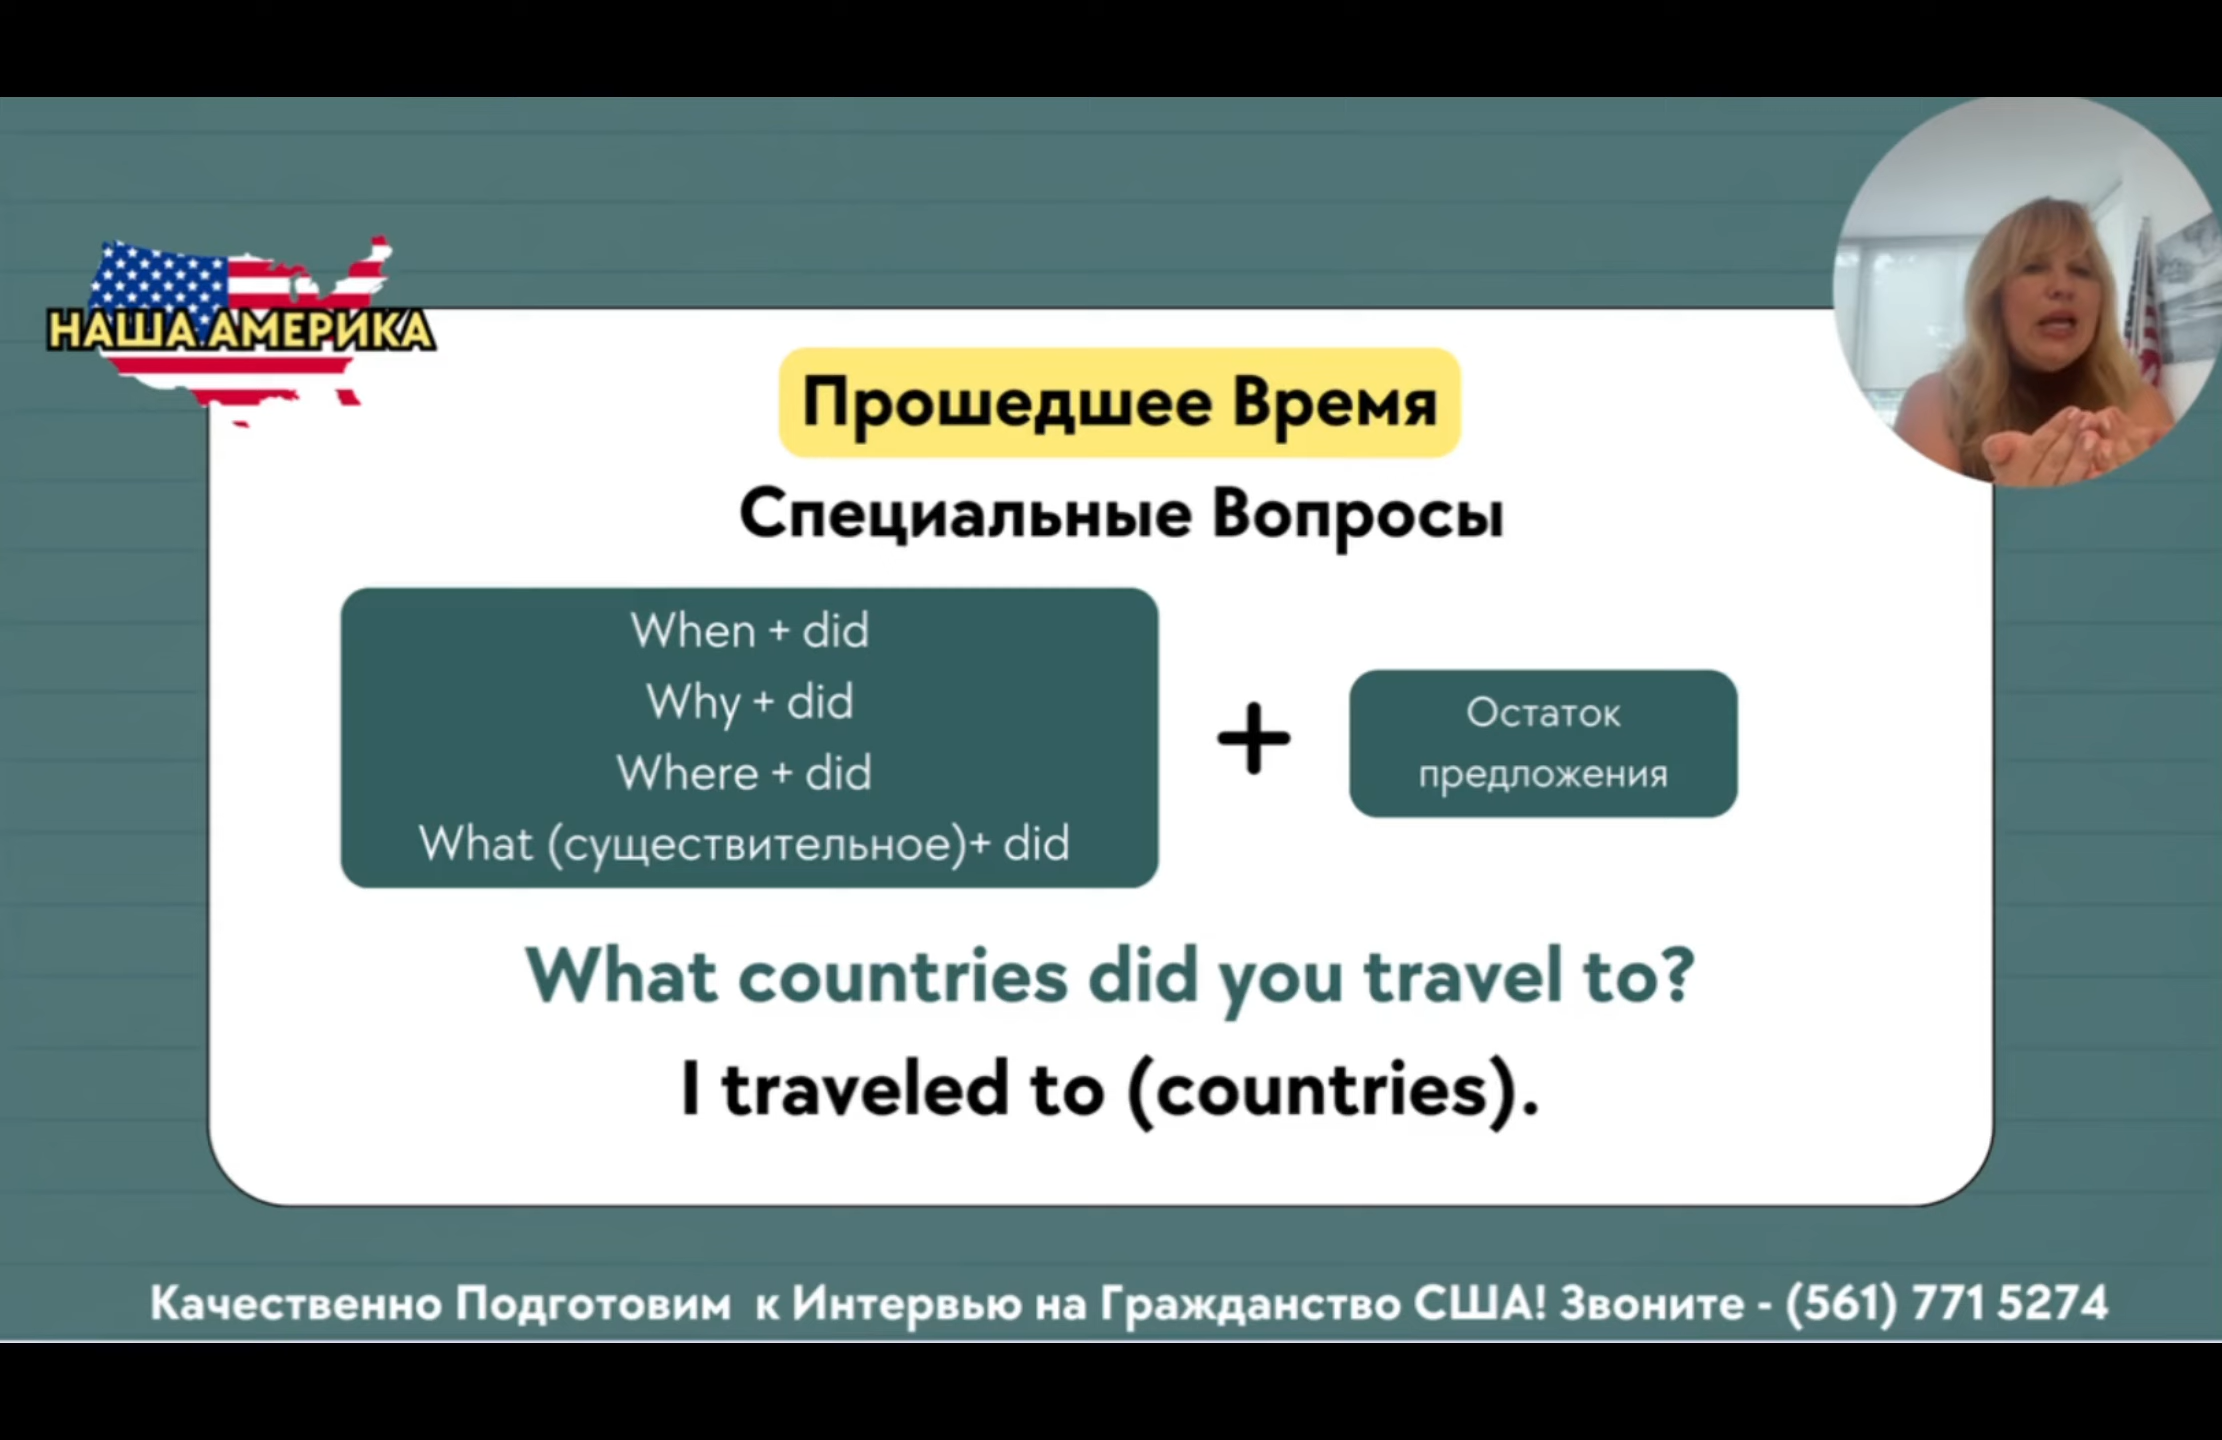 НАША АМЕРИКА
Прошедшее Время
Специальные Вопросы
When + did
Why + did
Where + did
What (существительное)+ did
+
Остаток
предложения
What countries did you travel to?
I traveled to (countries).
Качественно Подготовим к Интервью на Гражданство США! Звоните - (561) 771 5274